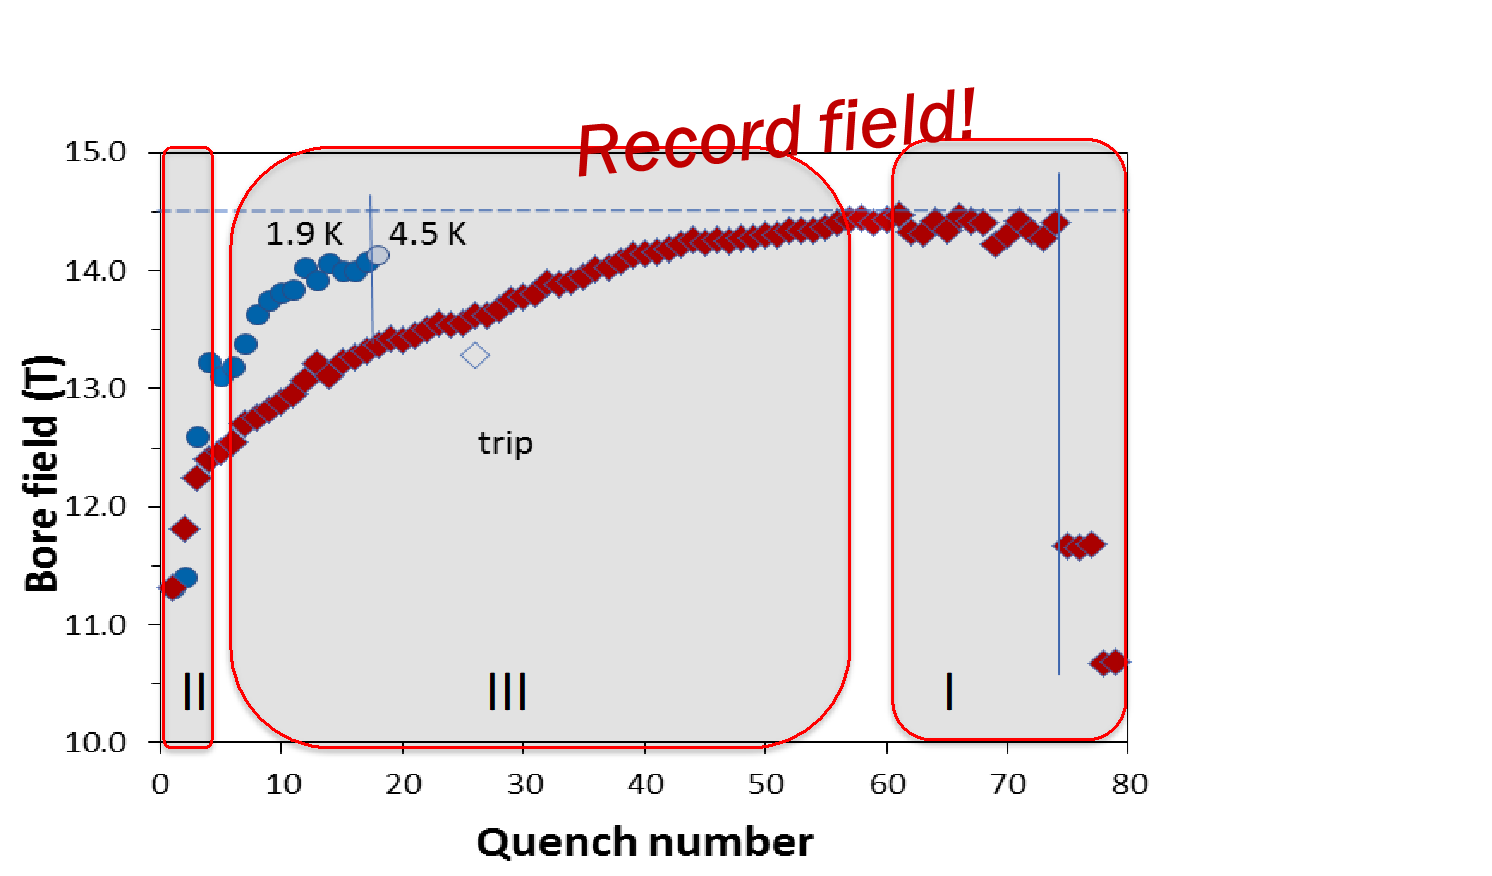 Record field!
15.0
1.9 K 4.5 K
14.0
13.0
trip
12.0
11.0
II III I
10.0
0 10 20 30 40 50 60 70 80
Bore field (T)
Quench number